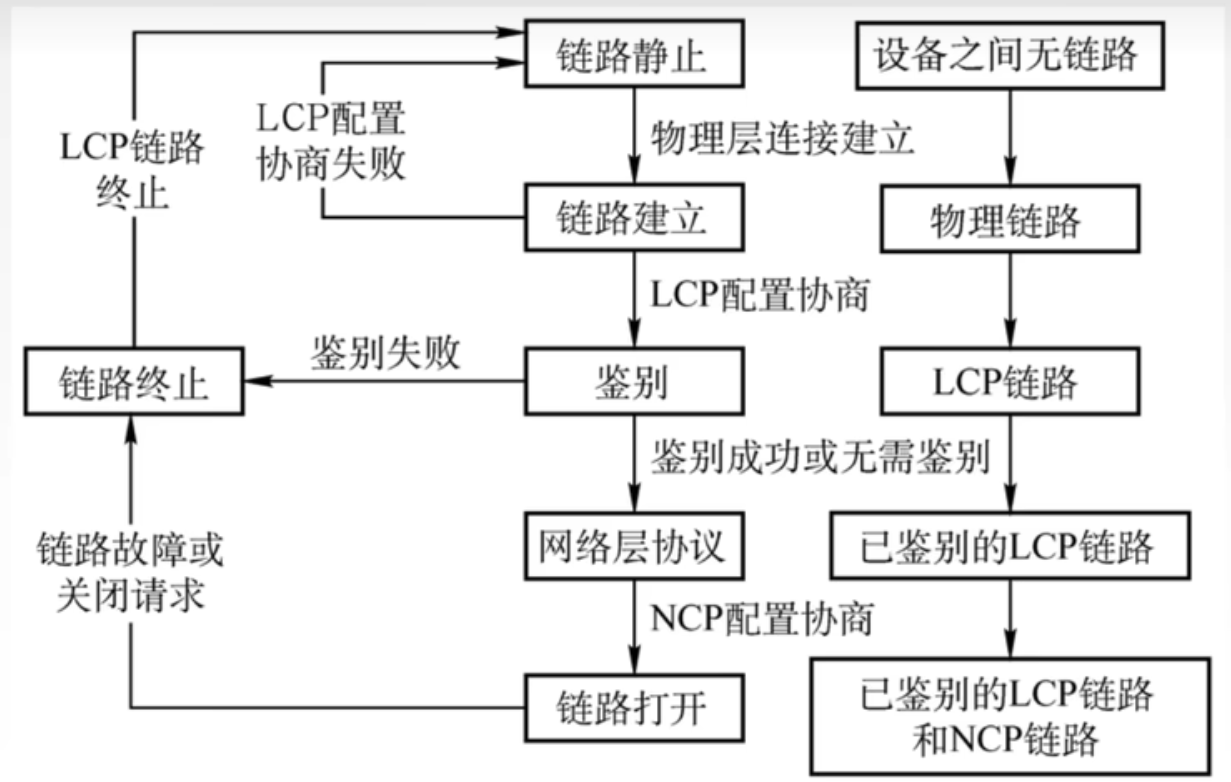 链路静止
设备之间无链路
LCP配置
协商失败
LCP链路
终止
物理层连接建立
链路建立
物理链路
LCP配置协商
鉴别失败
链路终止
鉴别
LCP链路
鉴别成功或无需鉴别
链路故障或
关闭请求
网络层协议
已鉴别的LCP链路
NCP配置协商
链路打开
已鉴别的LCP链路
和NCP链路